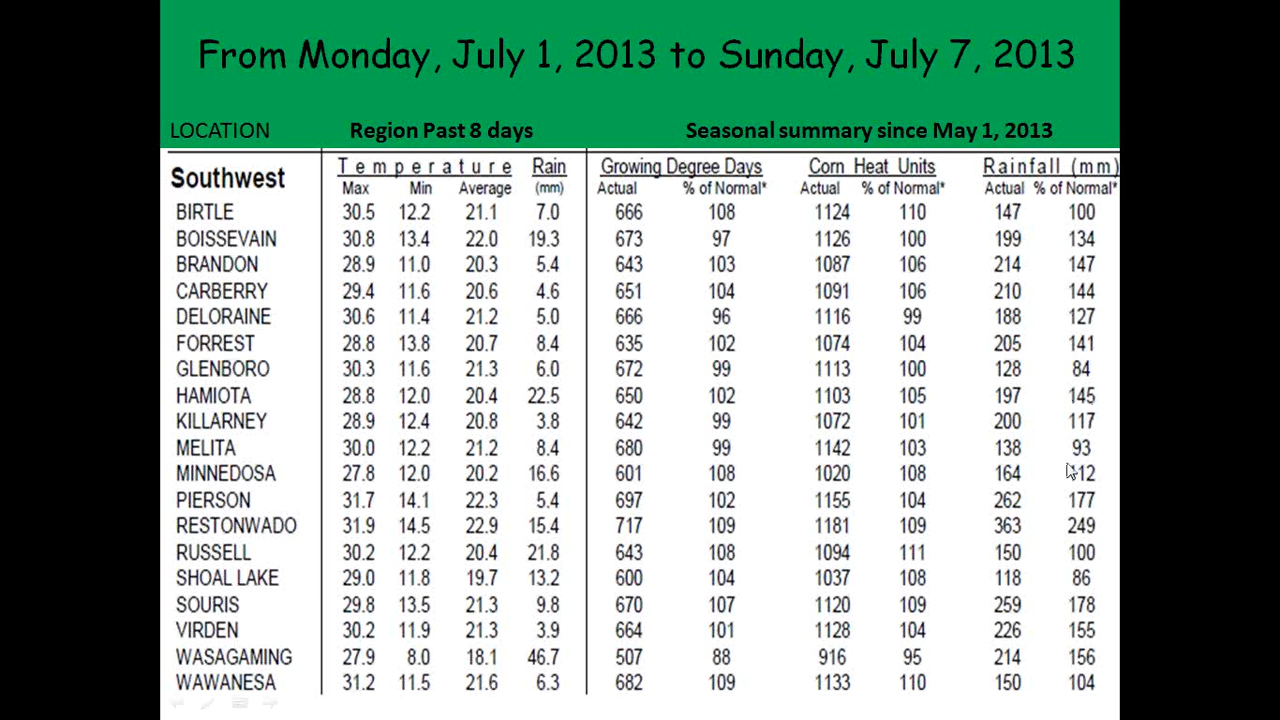 From Monday, July 1, 2013 to Sunday, July 7, 2013
LOCATION Region Past 8 days Seasonal summary since May 1, 2013
Southwest Temperature Rain Growing Degree Days Corn Heat Units Rainfall (mm)
Max Min Average (mm) Actual % of Normal* Actual % of Normal* Actual % of Normal*
BIRTLE 30.5 12.2 21.1 7.0 666 108 1124 110 147 100
BOISSEVAIN 30.8 13.4 22.0 19.3 673 97 1126 100 199 134
BRANDON 28.9 11.0 20.3 5.4 643 103 1087 106 214 147
CARBERRY 29.4 11.6 20.6 4.6 651 104 1091 106 210 144
DELORAINE 30.6 11.4 21.2 5.0 666 96 1116 99 188 127
FORREST 28.8 13.8 20.7 8.4 635 102 1074 104 205 141
GLENBORO 30.3 11.6 21.3 6.0 672 99 1113 100 128 84
HAMIOTA 28.8 12.0 20.4 22.5 650 102 1103 105 197 145
KILLARNEY 28.9 12.4 20.8 3.8 642 99 1072 101 200 117
MELITA 30.0 12.2 21.2 8.4 680 99 1142 103 138 93
MINNEDOSA 27.8 12.0 20.2 16.6 601 108 1020 108 164
PIERSON 31.7 14.1 22.3 5.4 697 102 1155 104 262 177
RESTONWADO 31.9 14.5 22.9 15.4 717 109 1181 109 363 249
RUSSELL 30.2 12.2 20.4 21.8 643 108 1094 111 150 100
SHOAL LAKE 29.0 11.8 19.7 13.2 600 104 1037 108 118 86
SOURIS 29.8 13.5 21.3 9.8 670 107 1120 109 259 178
VIRDEN 30.2 11.9 21.3 3.9 664 101 1128 104 226 155
WASAGAMING 27.9 8.0 18.1 46.7 507 88 916 95 214 156
WAWANESA 31.2 11.5 21.6 6.3 682 109 1133 110 150 104